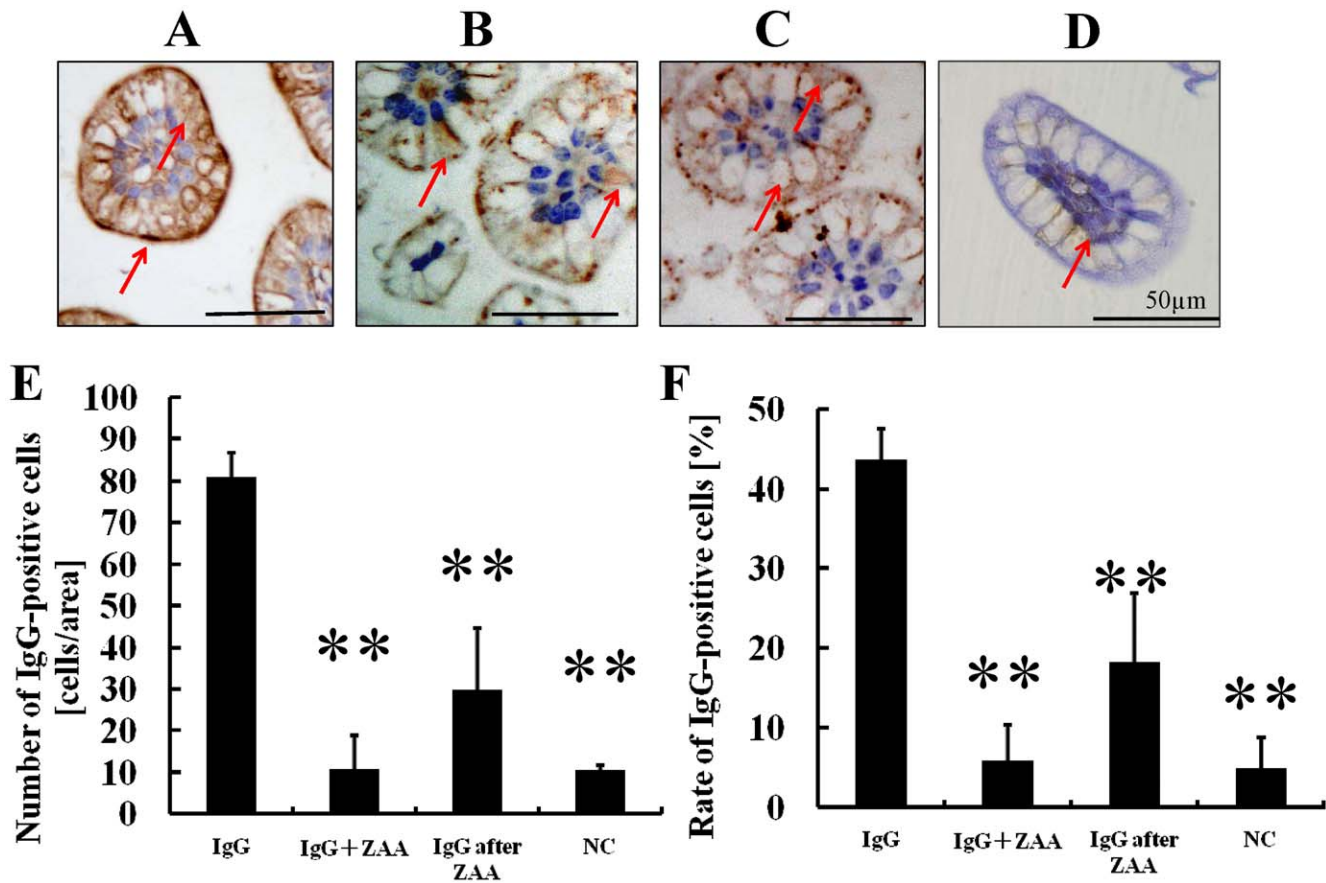 A B C D
50μm
E
Number of IgG-positive cells
[cells/area]
100
90
80
70
60
50
40
30
20
10
0
** ** **
IgG IgG+ZAA IgG after NC
ZAA
F
Rate of IgG-positive cells [%]
50
40
30
20
10
0
** ** **
IgG IgG+ZAA IgG after NC
ZAA